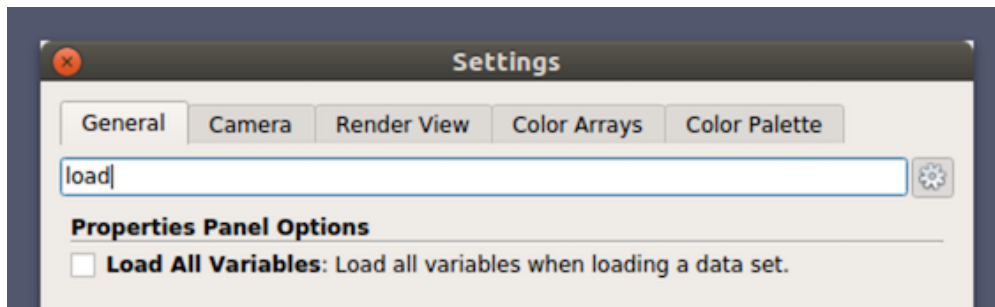 Settings
General Camera Render View Color Arrays Color Palette
load
Properties Panel Options
Load All Variables: Load all variables when loading a data set.